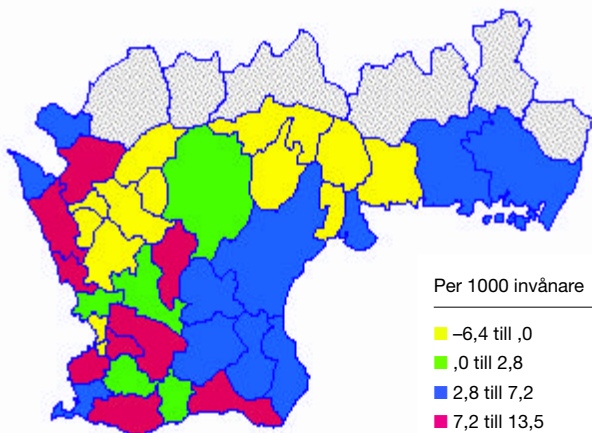 Per 1000 invånare
–6,4 till ,0
,0 till 2,8
2,8 till 7,2
7,2 till 13,5